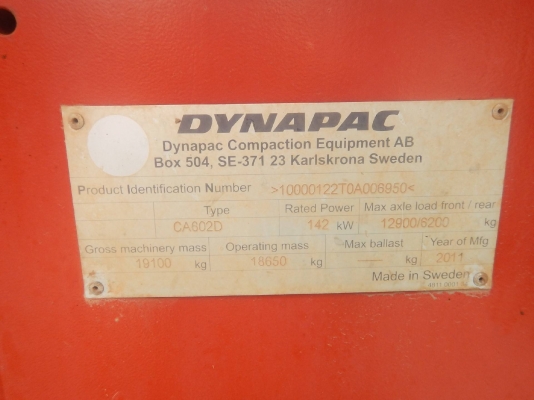 DYNAPAC
Dynapac Compaction Equipment AB
Box 504, SE-371 23 Karlskrona Sweden
Product Identification Number >10000122T0A006950<
Type Rated Power Max axle load front / rear
CA602D 142 kW 12900/6200 kg
Gross machinery mass Operating mass Max ballast Year of Mfg
19100 kg 18650 kg kg 2011
Made in Sweden